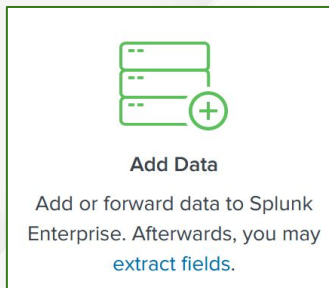 Add Data
Add or forward data to Splunk
Enterprise. Afterwards, you may
extract fields.